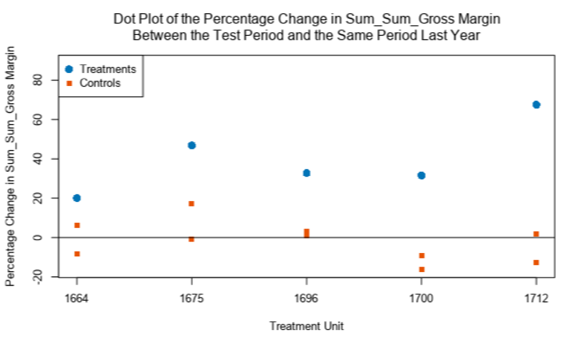 Dot Plot of the Percentage Change in Sum_Sum_Gross Margin
Between the Test Period and the Same Period Last Year
Percentage Change in Sum_Sum_Gross Margin
Treatments
Controls
80
60
40
20
0
-20
1664
1675
1696
1700
1712
Treatment Unit